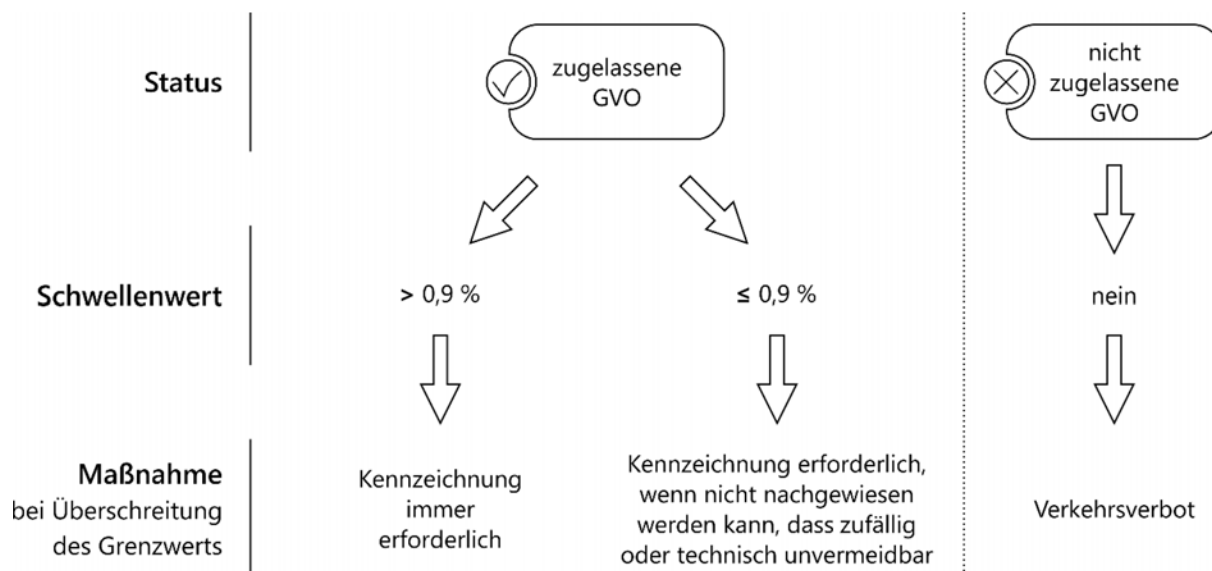 Status
zugelassene
GVO
nicht
zugelassene
GVO
Schwellenwert
> 0,9 %
≤ 0,9 %
nein
Maßnahme
bei Überschreitung
des Grenzwerts
Kennzeichnung
immer
erforderlich
Kennzeichnung erforderlich,
wenn nicht nachgewiesen
werden kann, dass zufällig
oder technisch unvermeidbar
Verkehrsverbot